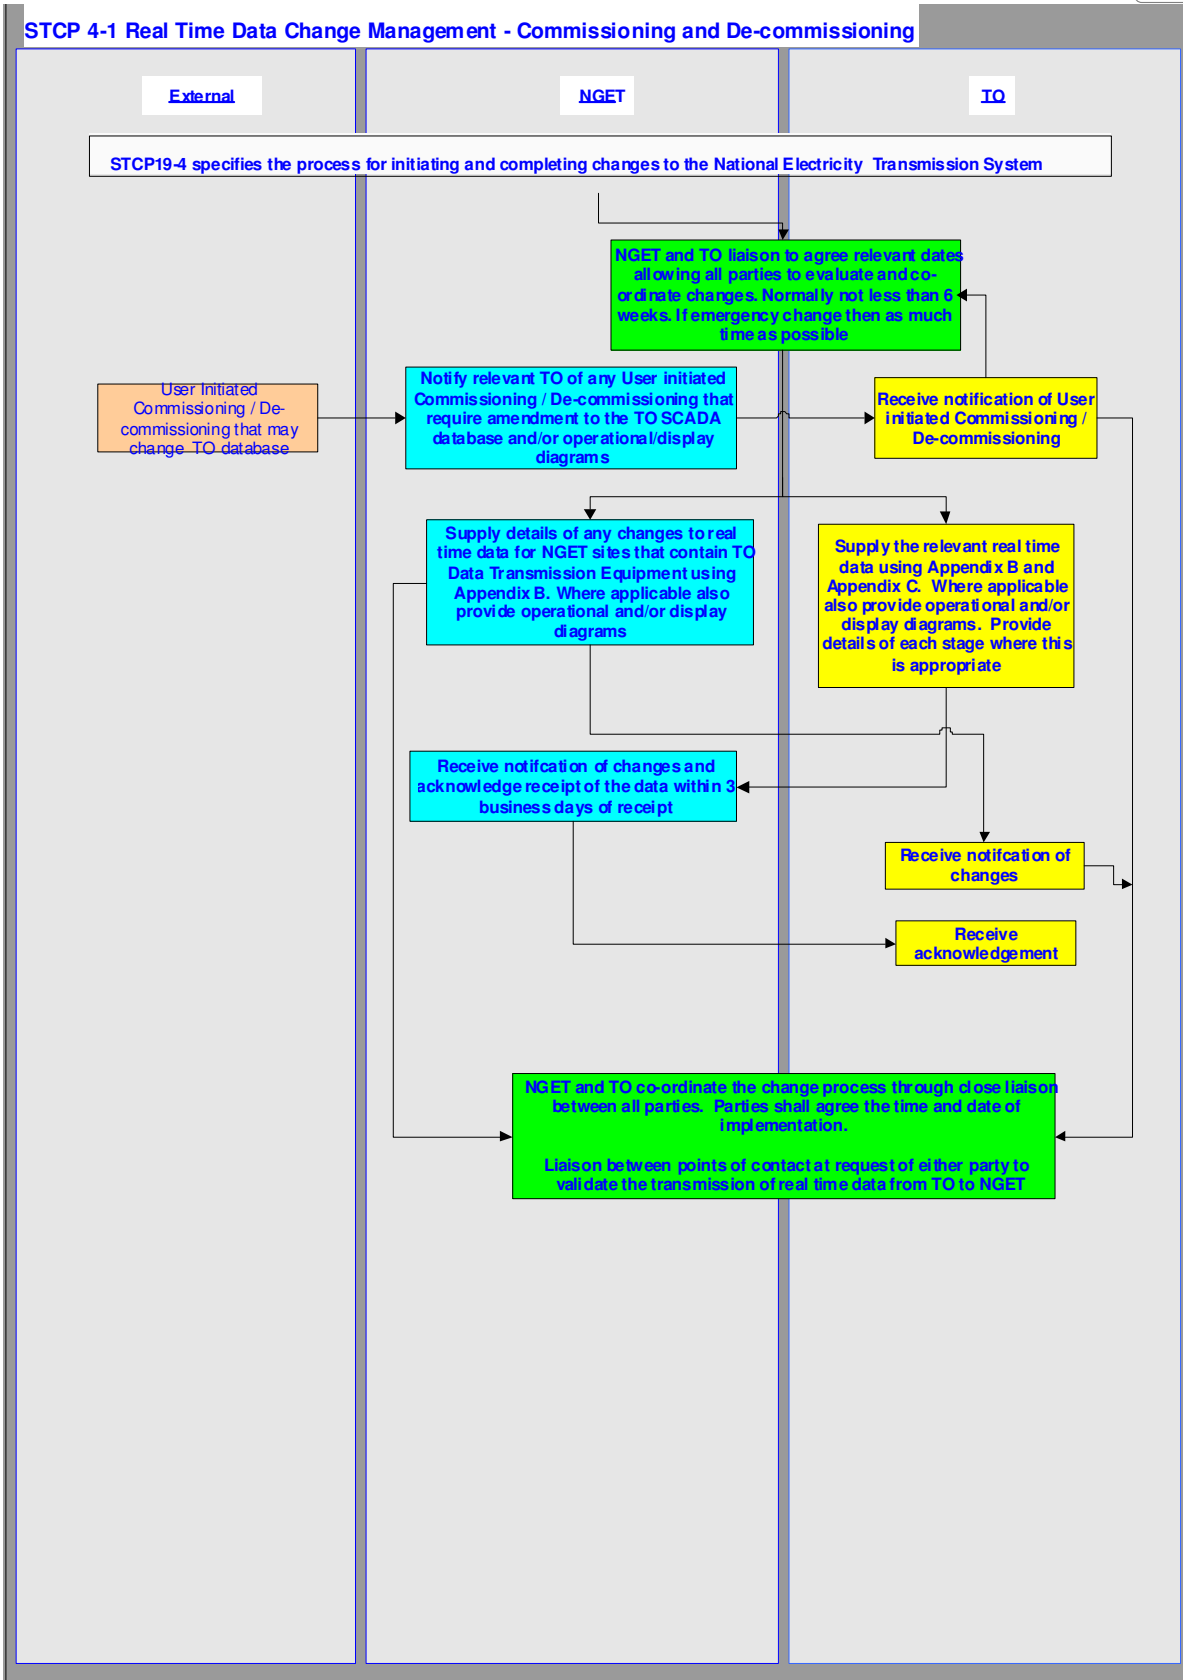 STCP 4-1 Real Time Data Change Management - Commissioning and De-commissioning
External
NGET
TO
STCP19-4 specifies the process for initiating and completing changes to the National Electricity Transmission System
NGET and TO liaison to agree relevant dates
allowing all parties to evaluate and co-
ordinate changes. Normally not less than 6
weeks. If emergency change then as much
time as possible
User Initiated
Commissioning / De-
commissioning that may
change TO database
Notify relevant TO of any User initiated
Commissioning / De-commissioning that
require amendment to the TO SCADA
database and/or operational/display
diagrams
Receive notification of User
initiated Commissioning /
De-commissioning
Supply details of any changes to real
time data for NGET sites that contain TO
Data Transmission Equipment using
Appendix B. Where applicable also
provide operational and/or display
diagrams
Supply the relevant real time
data using Appendix B and
Appendix C. Where applicable
also provide operational and/or
display diagrams. Provide
details of each stage where this
is appropriate
Receive notifcation of changes and
acknowledge receipt of the data within 3
business days of receipt
Receive notifcation of
changes
Receive
acknowledgement
NGET and TO co-ordinate the change process through close liaison
between all parties. Parties shall agree the time and date of
implementation.
Liaison between points of contact at request of either party to
validate the transmission of real time data from TO to NGET